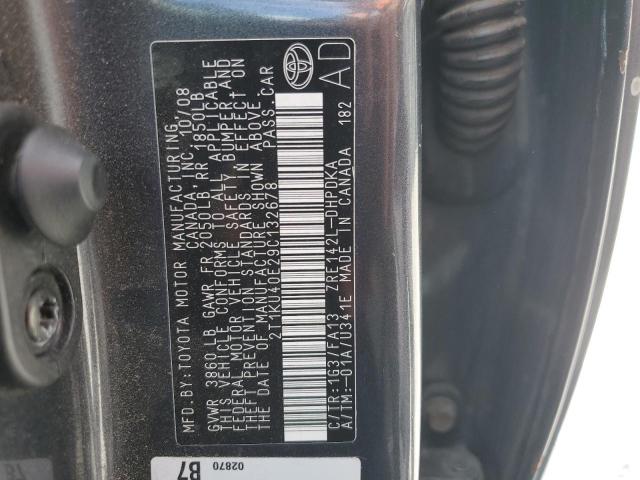 MFD. BY: TOYOTA MOTOR MANUFACTURING
CANADA, INC. 10/08
GVWR 3860LB GAWR FR 2050LB RR 1850LB
THIS VEHICLE CONFORMS TO ALL APPLICABLE
FEDERAL MOTOR VEHICLE SAFETY, BUMPER AND
THEFT PREVENTION STANDARDS IN EFFECT ON
THE DATE OF MANUFACTURE SHOWN ABOVE.
2T1KU40E29C132678 PASS CAR
C/TR: 1G3/FA13 ZRE142L-DHPDKA
A/TM: -01A/U341E MADE IN CANADA 182
AD
02870
B7